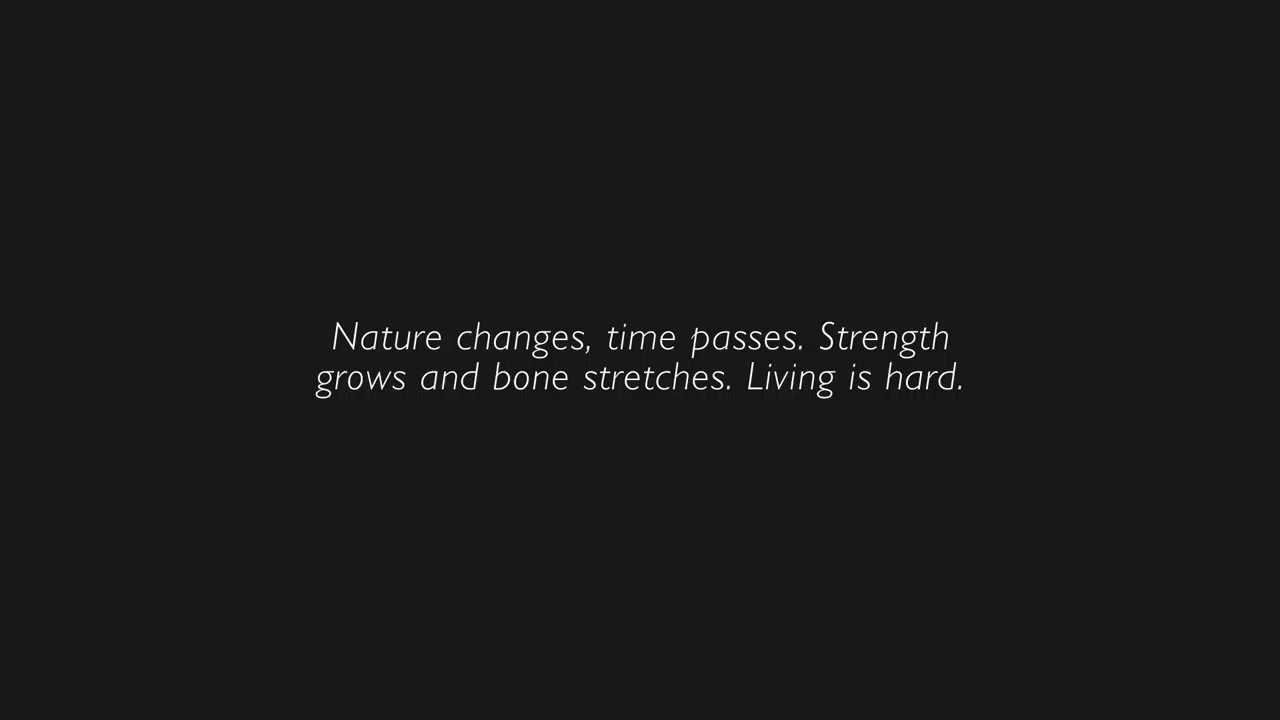 Nature changes, time passes. Strength
grows and bone stretches. Living is hard.